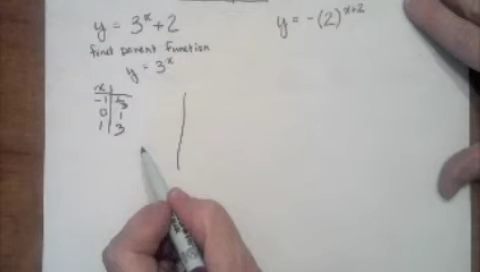 y = 3^x + 2
find parent function
y = 3^x
x
-1 | 1/3
0 | 1
1 | 3
y = -(2)^{x+2}